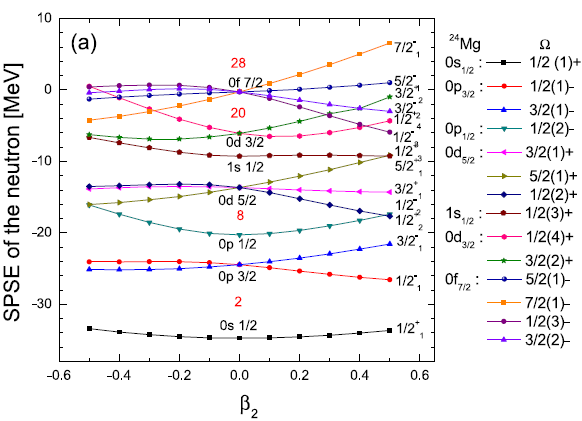 (a)
SPSE of the neutron [MeV]
10
0
−10
−20
−30
−0.6 −0.4 −0.2 0.0 0.2 0.4 0.6
β₂
28
20
8
2
0f 7/2
0d 3/2
1s 1/2
0d 5/2
0p 1/2
0p 3/2
0s 1/2
7/2⁻₁
5/2⁻₁
3/2⁺₂
3/2⁻₂
1/2⁺₄
1/2⁻₃
1/2⁺₃
5/2⁺₁
3/2⁺₁
1/2⁻₂
1/2⁺₂
3/2⁻₁
1/2⁻₁
1/2⁺₁
²⁴Mg Ω
0s₁/₂: 1/2 (1)+
0p₃/₂: 1/2(1)−
3/2(1)−
0p₁/₂: 1/2(2)−
0d₅/₂: 3/2(1)+
5/2(1)+
1/2(2)+
1s₁/₂: 1/2(3)+
0d₃/₂: 1/2(4)+
3/2(2)+
0f₇/₂: 5/2(1)−
7/2(1)−
1/2(3)−
3/2(2)−